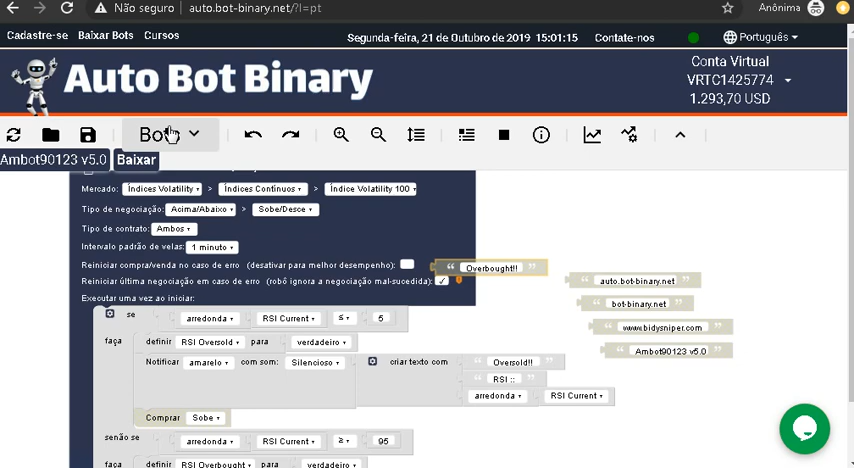 Não seguro auto.bot-binary.net/?l=pt Anônima
Cadastre-se Baixar Bots Cursos Segunda-feira, 21 de Outubro de 2019 15:01:15 Contate-nos Português
Auto Bot Binary
Conta Virtual
VRTC1425774
1.293,70 USD
Bot
Ambot90123 v5.0 Baixar
Mercado: Índices Volatility > Índices Contínuos > Índice Volatility 100
Tipo de negociação: Acima/Abaixo > Sobe/Desce
Tipo de contrato: Ambos
Intervalo padrão de velas: 1 minuto
Reiniciar compra/venda no caso de erro (desativar para melhor desempenho):
“ Overbought!! ”
Reiniciar última negociação em caso de erro (robô ignora a negociação mal-sucedida):
“ auto.bot-binary.net ”
“ bot-binary.net ”
“ www.bidysniper.com ”
“ Ambot90123 v5.0 ”
Executar uma vez ao iniciar:
se arredonda RSI Current ≤ 5
faça definir RSI Oversold para verdadeiro
Notificar amarelo com som: Silencioso criar texto com “ Oversold!! ”
“ RSI :: ”
arredonda RSI Current
Comprar Sobe
senão se arredonda RSI Current ≥ 95
faça definir RSI Overbought para verdadeiro